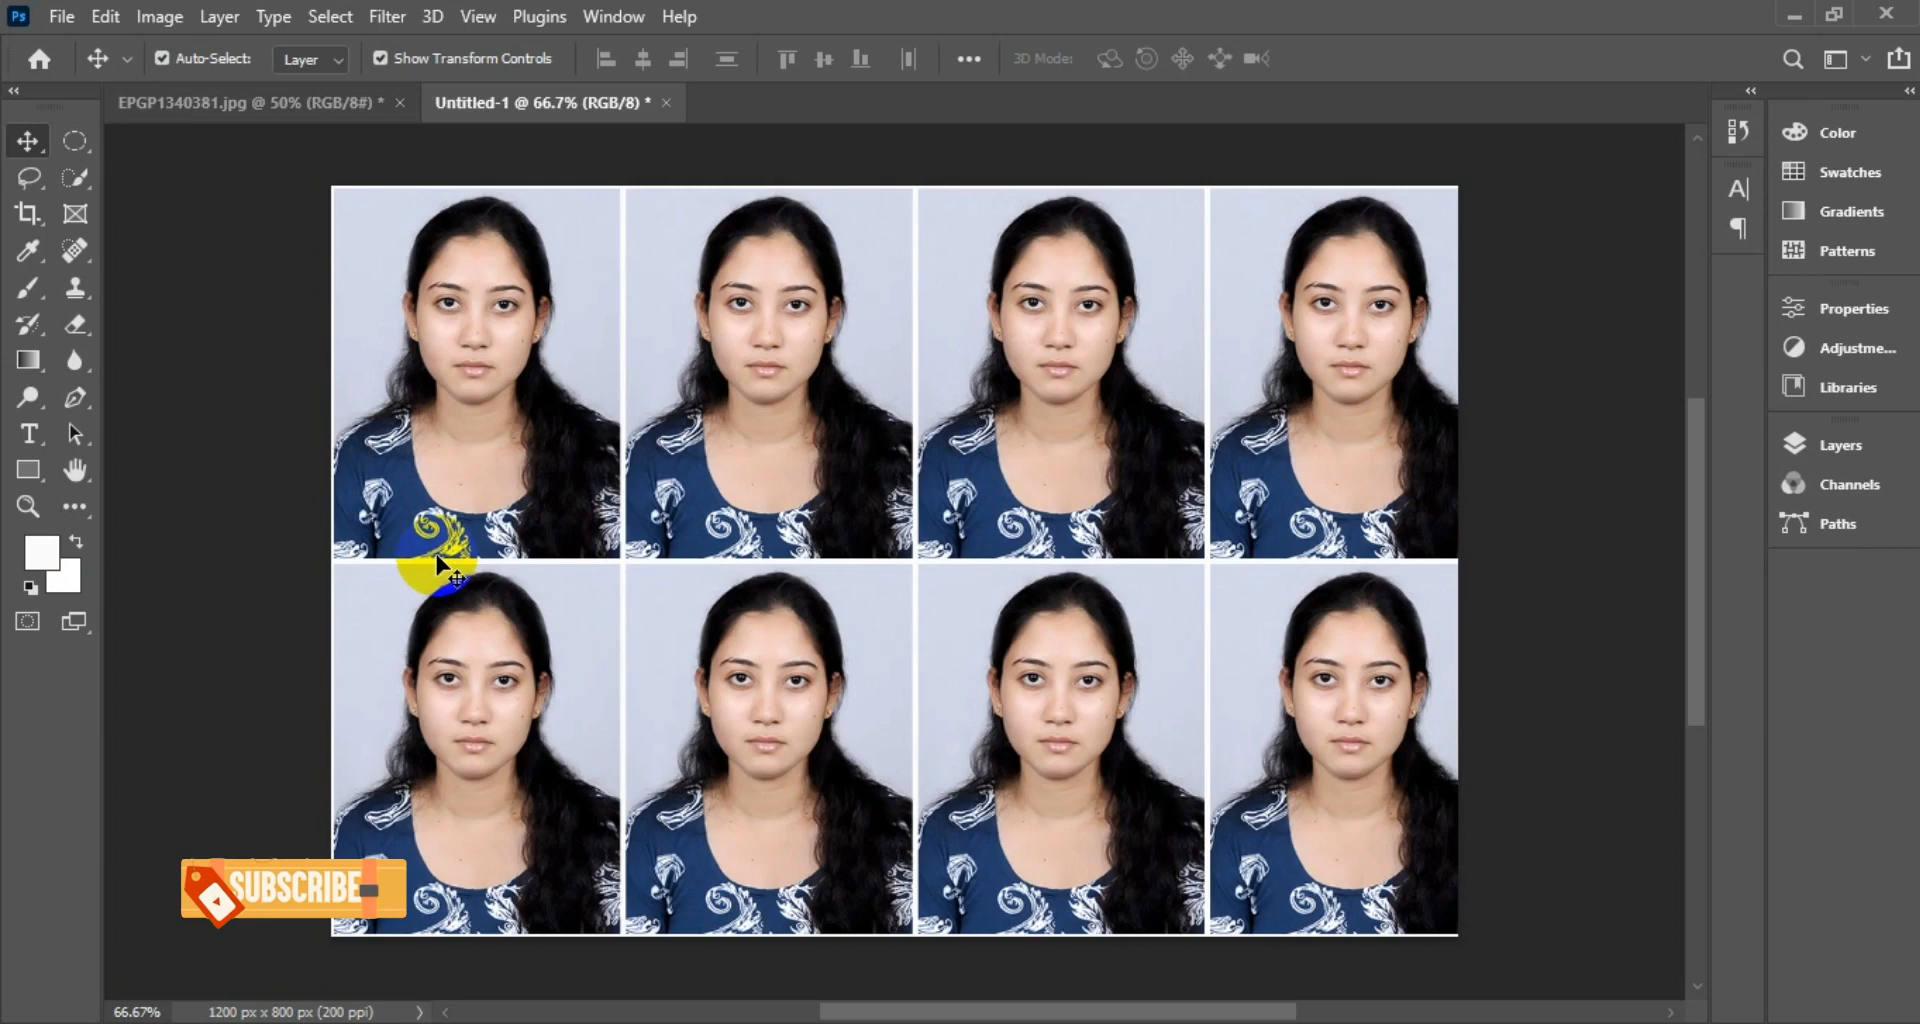 Ps File Edit Image Layer Type Select Filter 3D View Plugins Window Help
Auto-Select: Layer Show Transform Controls 3D Mode:
EPGP1340381.jpg @ 50% (RGB/8#) * Untitled-1 @ 66.7% (RGB/8) *
Color
Swatches
Gradients
Patterns
Properties
Adjustme...
Libraries
Layers
Channels
Paths
SUBSCRIBE
66.67% 1200 px x 800 px (200 ppi)